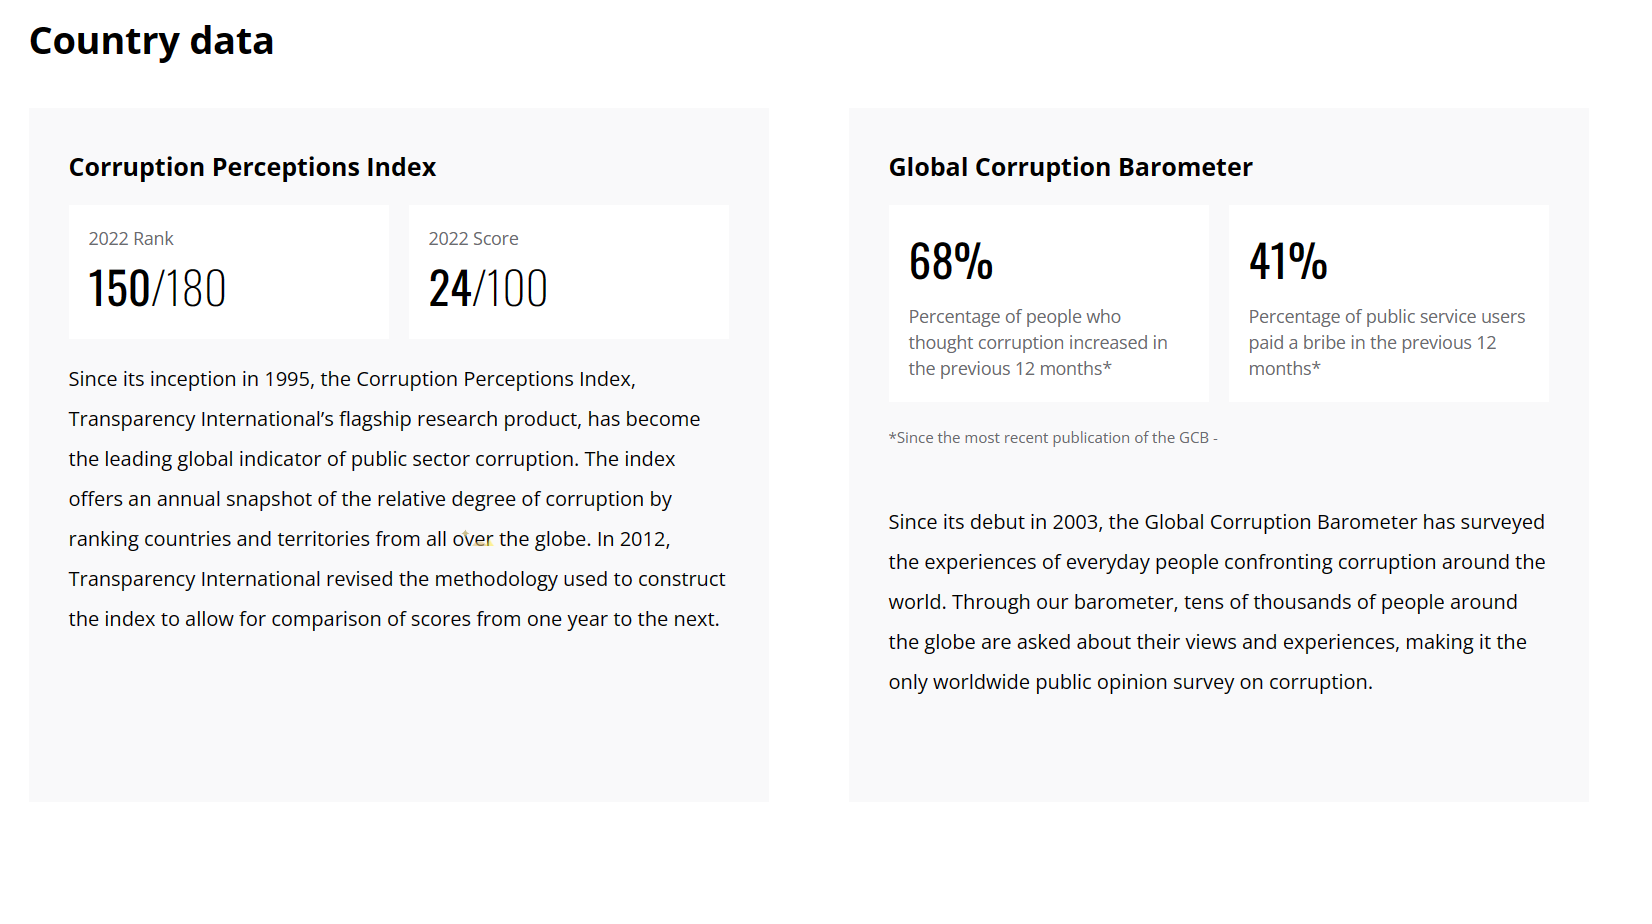 Country data
Corruption Perceptions Index
2022 Rank
150/180
2022 Score
24/100
Since its inception in 1995, the Corruption Perceptions Index,
Transparency International’s flagship research product, has become
the leading global indicator of public sector corruption. The index
offers an annual snapshot of the relative degree of corruption by
ranking countries and territories from all over the globe. In 2012,
Transparency International revised the methodology used to construct
the index to allow for comparison of scores from one year to the next.
Global Corruption Barometer
68%
Percentage of people who
thought corruption increased in
the previous 12 months*
41%
Percentage of public service users
paid a bribe in the previous 12
months*
*Since the most recent publication of the GCB -
Since its debut in 2003, the Global Corruption Barometer has surveyed
the experiences of everyday people confronting corruption around the
world. Through our barometer, tens of thousands of people around
the globe are asked about their views and experiences, making it the
only worldwide public opinion survey on corruption.